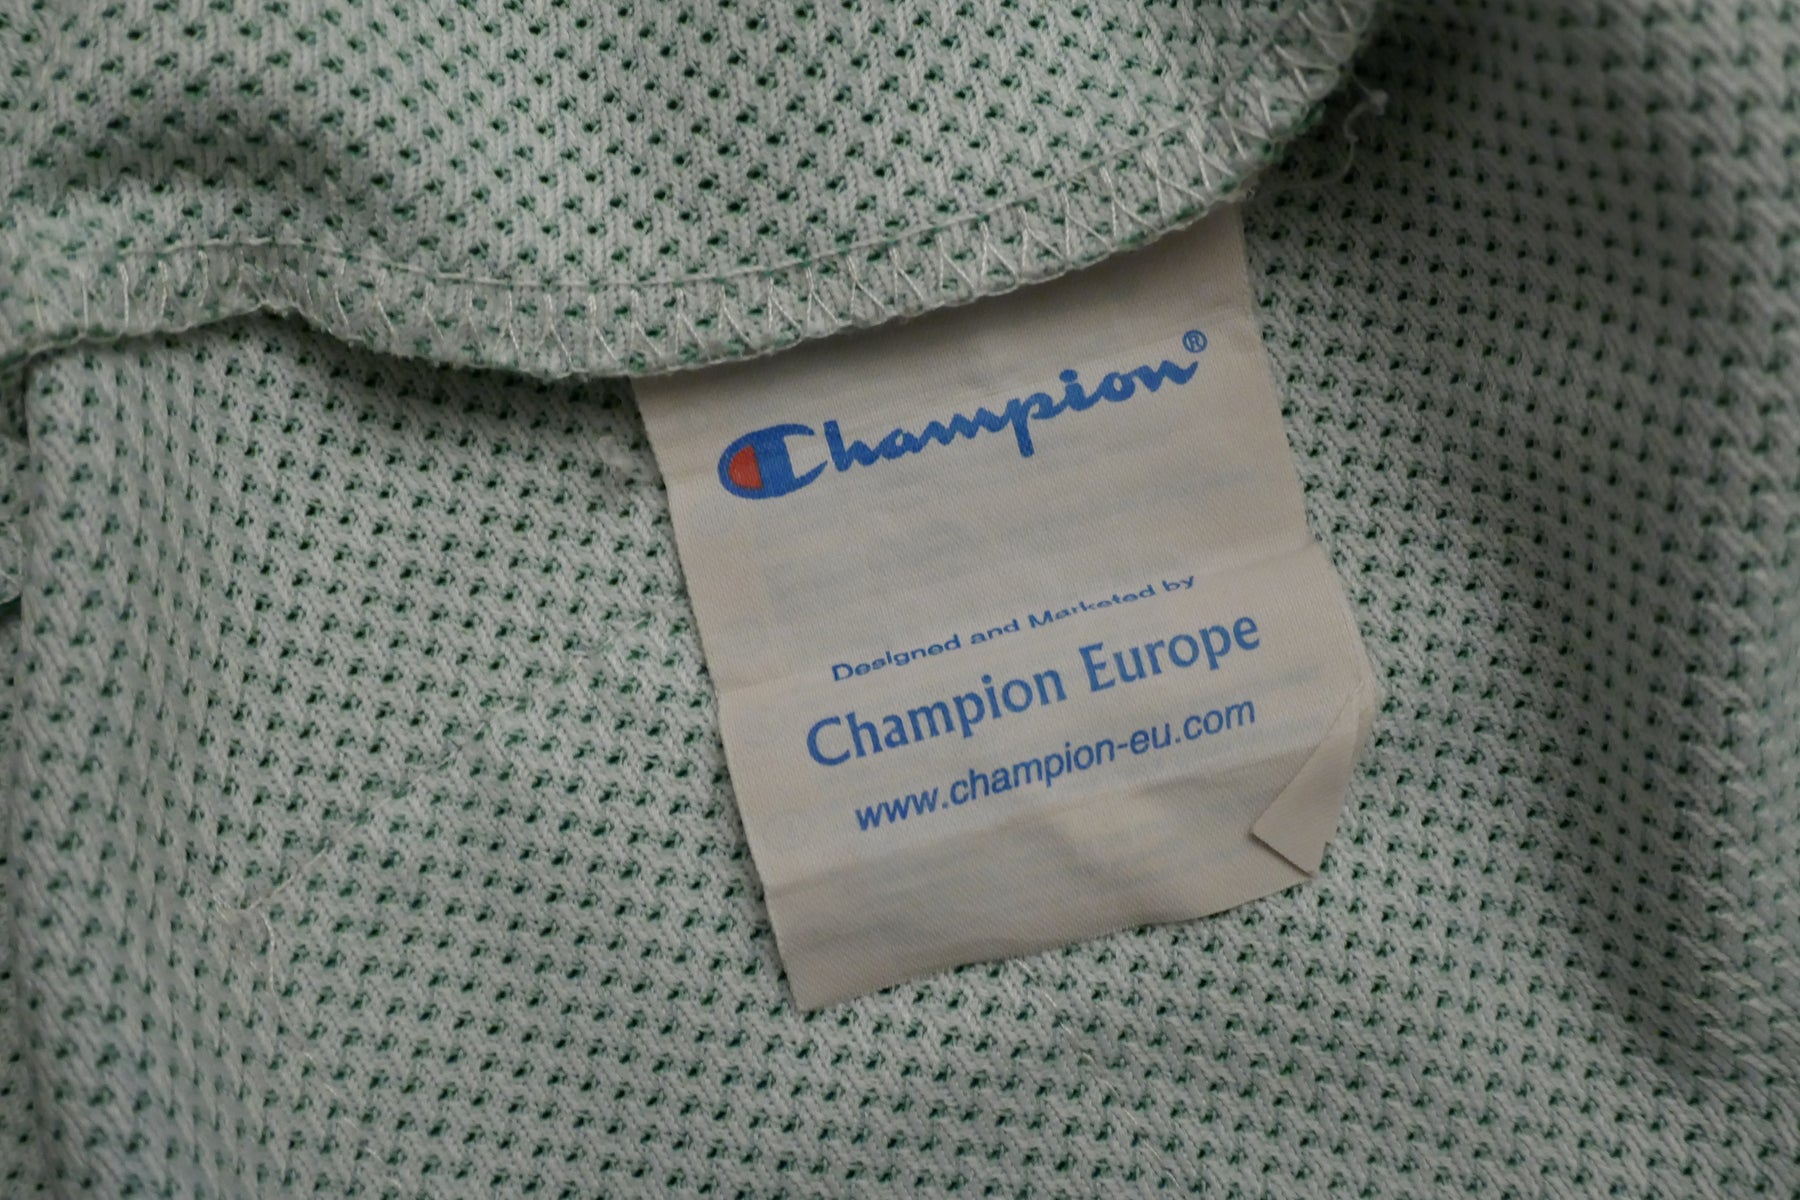 Champion®
Designed and Marketed by
Champion Europe
www.champion-eu.com